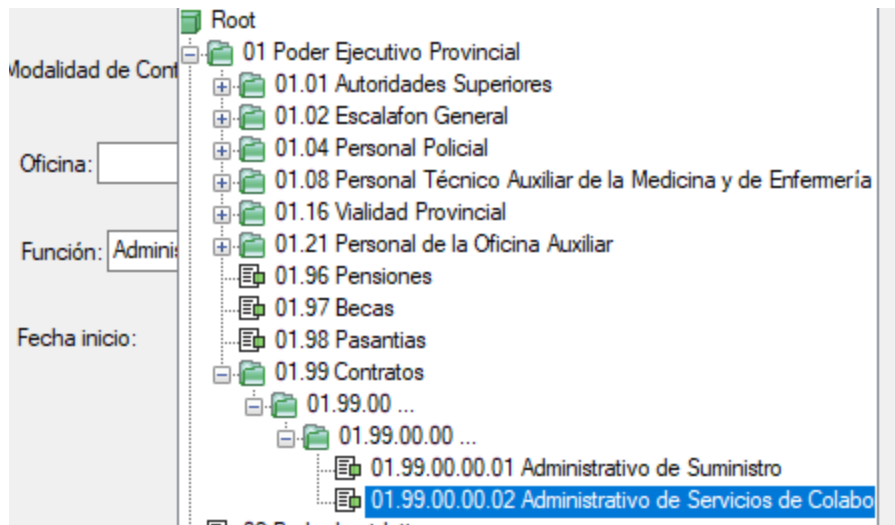 Root
01 Poder Ejecutivo Provincial
Modalidad de Cont
01.01 Autoridades Superiores
01.02 Escalafon General
01.04 Personal Policial
Oficina:
01.08 Personal Técnico Auxiliar de la Medicina y de Enfermería
01.16 Vialidad Provincial
Función: Adminis
01.21 Personal de la Oficina Auxiliar
01.96 Pensiones
01.97 Becas
Fecha inicio:
01.98 Pasantias
01.99 Contratos
01.99.00 ...
01.99.00.00 ...
01.99.00.00.01 Administrativo de Suministro
01.99.00.00.02 Administrativo de Servicios de Colabo